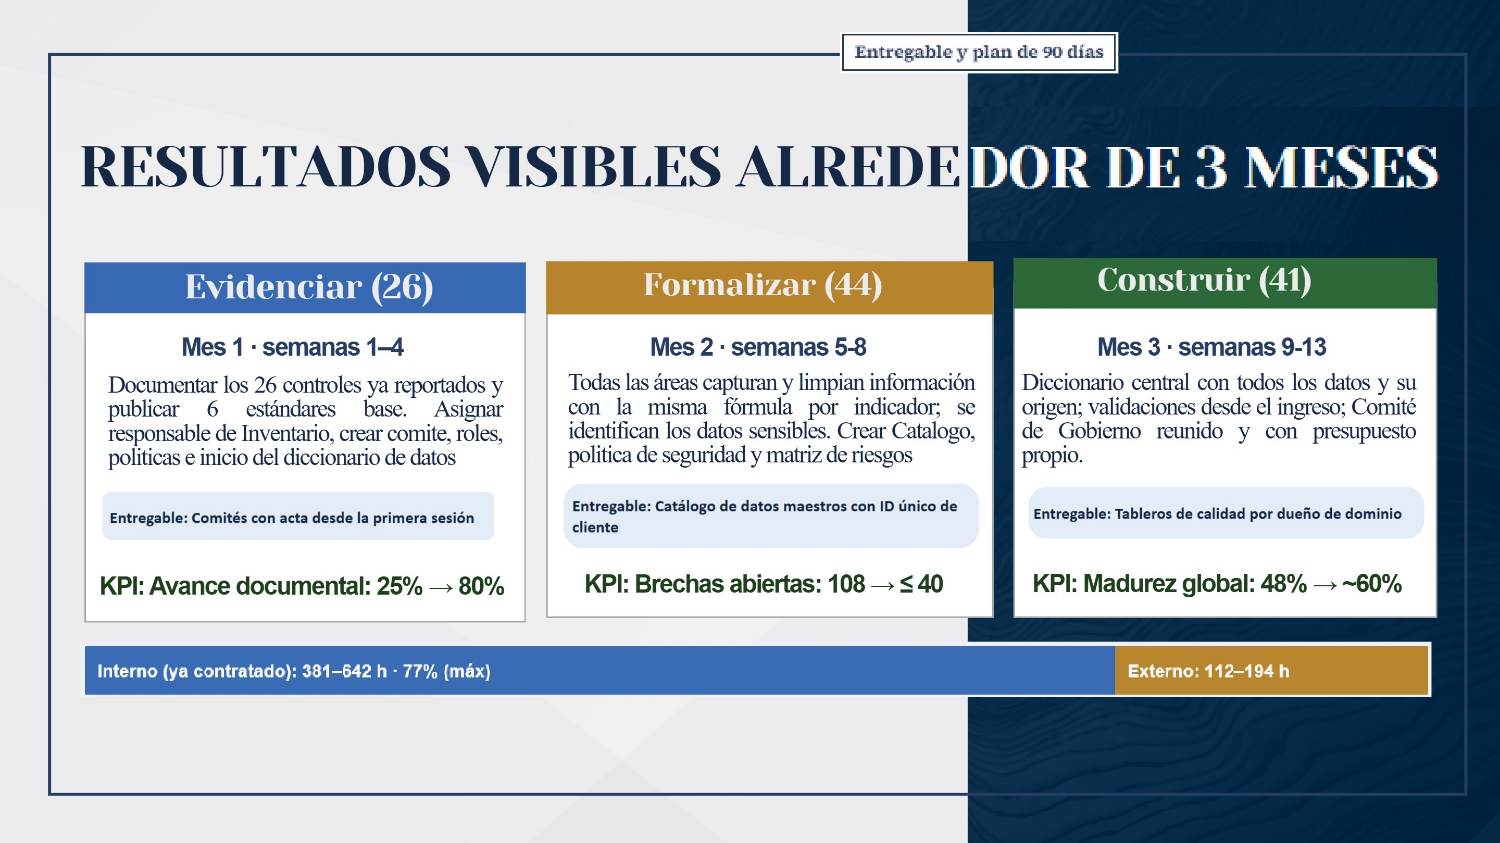 Entregable y plan de 90 días
RESULTADOS VISIBLES ALREDEDOR DE 3 MESES
Evidenciar (26)
Mes 1 · semanas 1–4
Documentar los 26 controles ya reportados y
publicar 6 estándares base. Asignar
responsable de Inventario, crear comite, roles,
politicas e inicio del diccionario de datos
Entregable: Comités con acta desde la primera sesión
KPI: Avance documental: 25% → 80%
Formalizar (44)
Mes 2 · semanas 5-8
Todas las áreas capturan y limpian información
con la misma fórmula por indicador; se
identifican los datos sensibles. Crear Catalogo,
politica de seguridad y matriz de riesgos
Entregable: Catálogo de datos maestros con ID único de
cliente
KPI: Brechas abiertas: 108 → ≤ 40
Construir (41)
Mes 3 · semanas 9-13
Diccionario central con todos los datos y su
origen; validaciones desde el ingreso; Comité
de Gobierno reunido y con presupuesto
propio.
Entregable: Tableros de calidad por dueño de dominio
KPI: Madurez global: 48% → ~60%
Interno (ya contratado): 381–642 h · 77% (máx)
Externo: 112–194 h